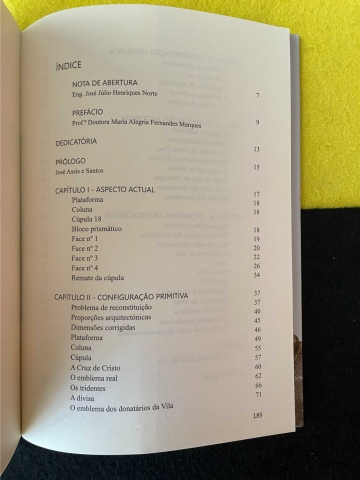 ÍNDICE
NOTA DE ABERTURA
Eng. José Júlio Henriques Norte 7
PREFÁCIO
Prof.ª Doutora Maria Alegria Fernandes Marques 9
DEDICATÓRIA 13
PRÓLOGO
José Assis e Santos 15
CAPÍTULO I - ASPECTO ACTUAL 17
Plataforma 18
Coluna 18
Cúpula 18
Bloco prismático 18
Face nº 1 19
Face nº 2 20
Face nº 3 22
Face nº 4 26
Remate da cúpula 34
CAPÍTULO II - CONFIGURAÇÃO PRIMITIVA 37
Problema de reconstituição 37
Proporções arquitectónicas 40
Dimensões corrigidas 45
Plataforma 46
Coluna 49
Cúpula 55
A Cruz de Cristo 57
O emblema real 60
Os tridentes 62
A divisa 66
O emblema dos donatários da Vila 71
189